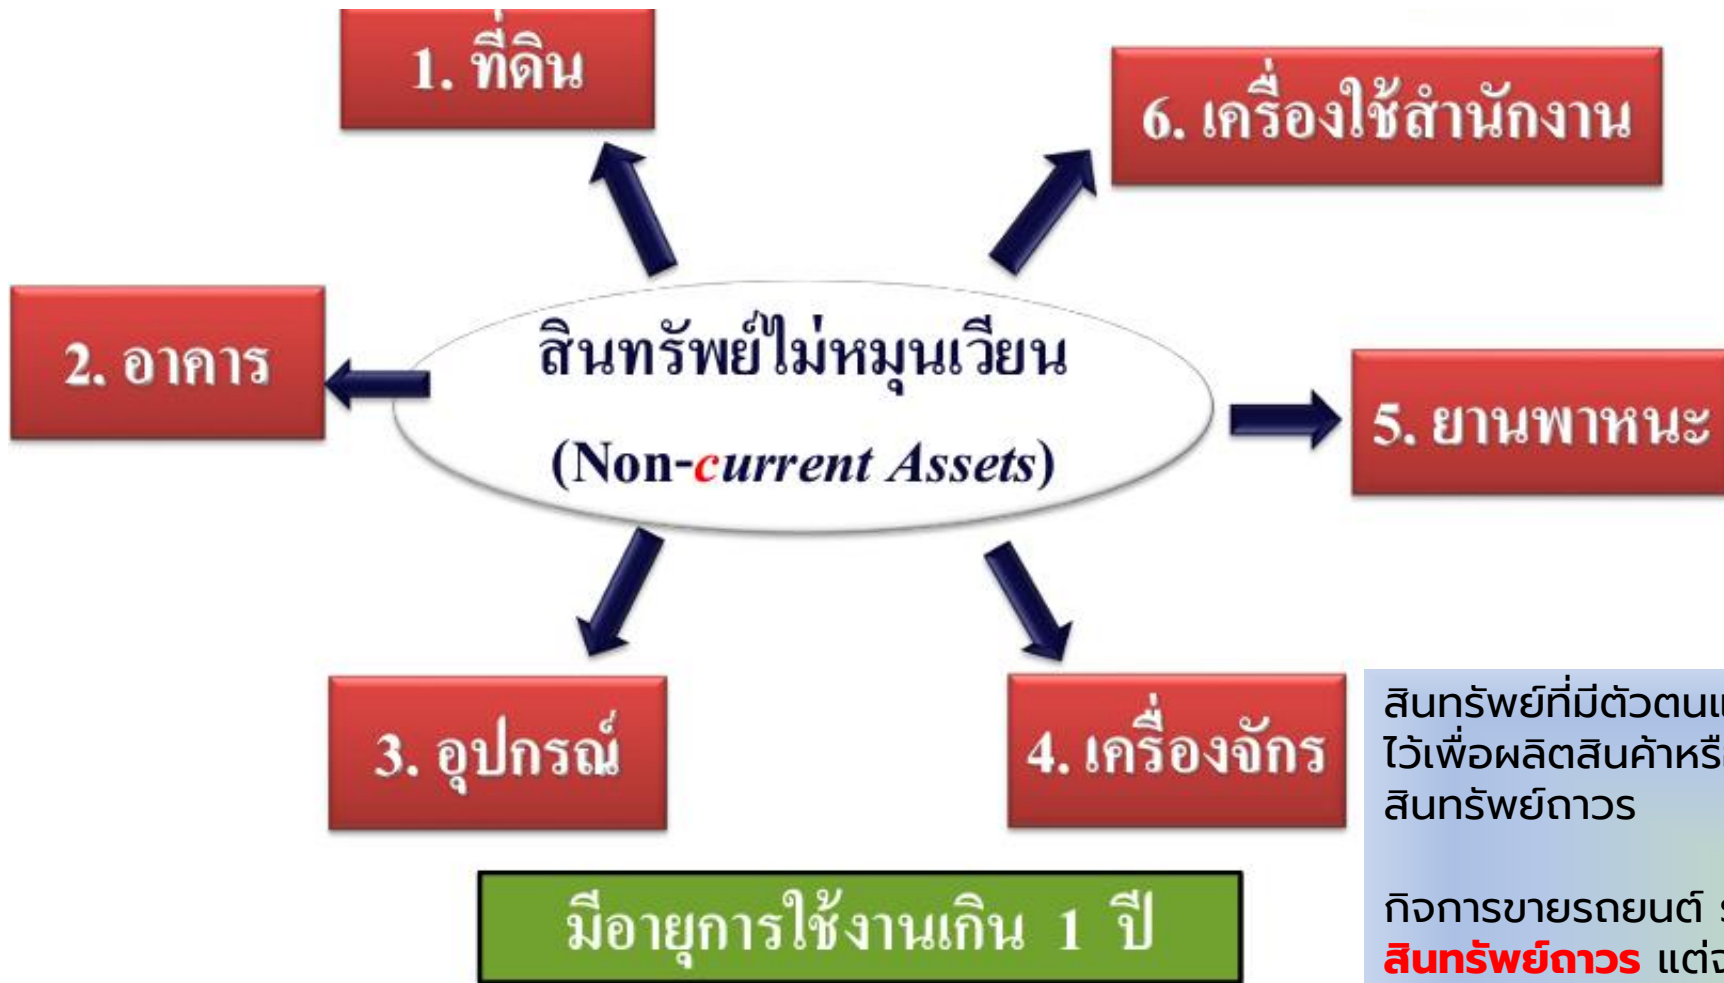 1. ที่ดิน
6. เครื่องใช้สำนักงาน
2. อาคาร
สินทรัพย์ไม่หมุนเวียน
(Non-current Assets)
5. ยานพาหนะ
3. อุปกรณ์
4. เครื่องจักร
มีอายุการใช้งานเกิน 1 ปี
สินทรัพย์ที่มีตัวตน
ไว้เพื่อผลิตสินค้าหรือ
สินทรัพย์ถาวร
กิจการขายรถยนต์
สินทรัพย์ถาวร แต่